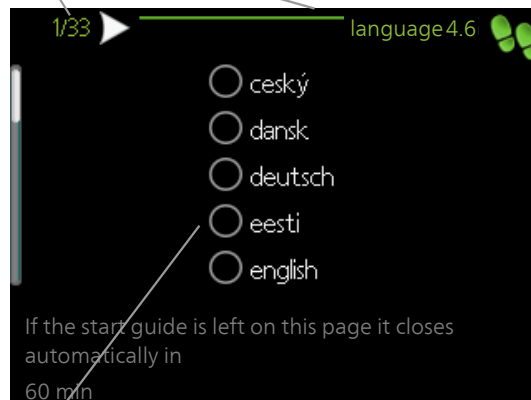 1/33
language 4.6
ceský
dansk
deutsch
eesti
english
If the start guide is left on this page it closes
automatically in
60 min